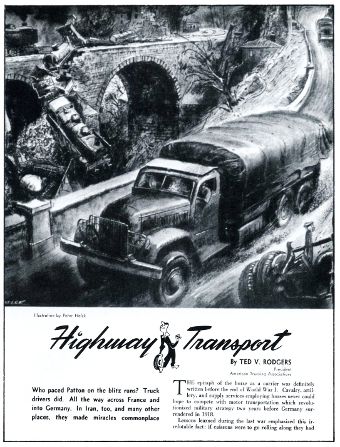 Illustration by Peter Helck
Highway Transport
By TED V. RODGERS
President
American Trucking Associations
Who paced Patton on the blitz runs? Truck
drivers did. All the way across France and
into Germany. In Iran, too, and many other
places, they made miracles commonplace
THE epitaph of the horse as a carrier was definitely
written before the end of World War I. Cavalry, artil-
lery, and supply services employing horses never could
hope to compete with motor transportation which revolu-
tionized military strategy two years before Germany sur-
rendered in 1918.
Lessons learned during the last war emphasized this ir-
refutable fact: if columns were to go rolling along they